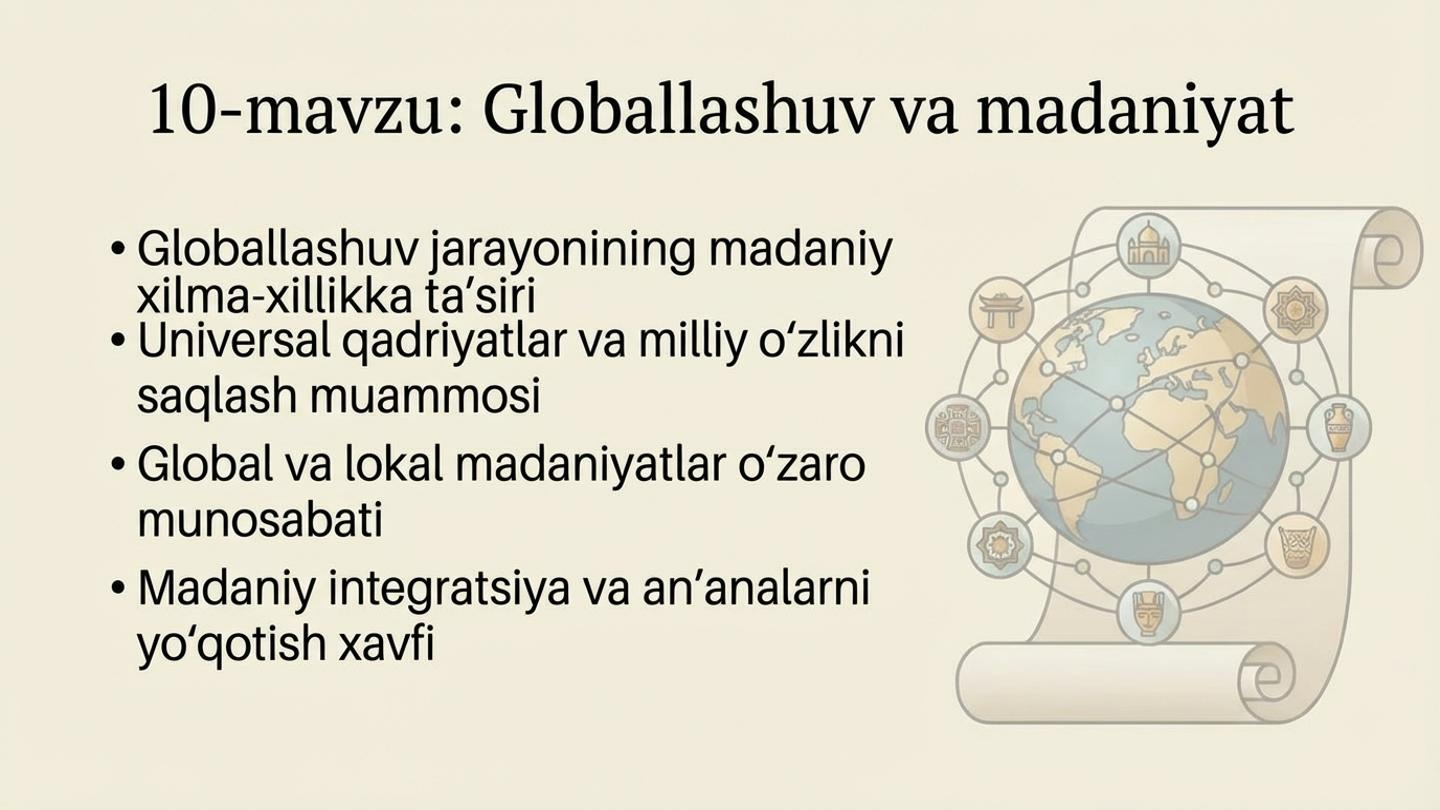 10-mavzu: Globallashuv va madaniyat
• Globallashuv jarayonining madaniy
xilma-xillikka ta’siri
• Universal qadriyatlar va milliy o‘zlikni
saqlash muammosi
• Global va lokal madaniyatlar o‘zaro
munosabati
• Madaniy integratsiya va an’analarni
yo‘qotish xavfi